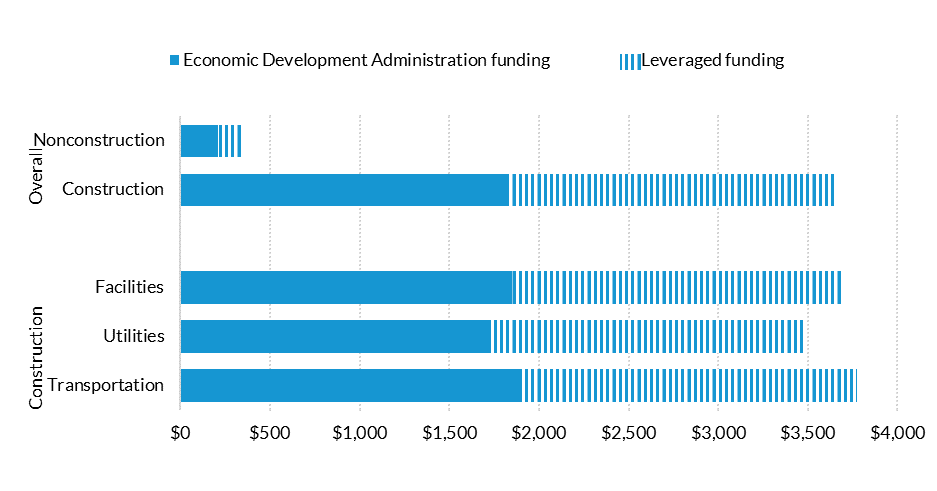 Economic Development Administration funding
Leveraged funding
Overall
Nonconstruction
Construction
Construction
Facilities
Utilities
Transportation
$0 $500 $1,000 $1,500 $2,000 $2,500 $3,000 $3,500 $4,000